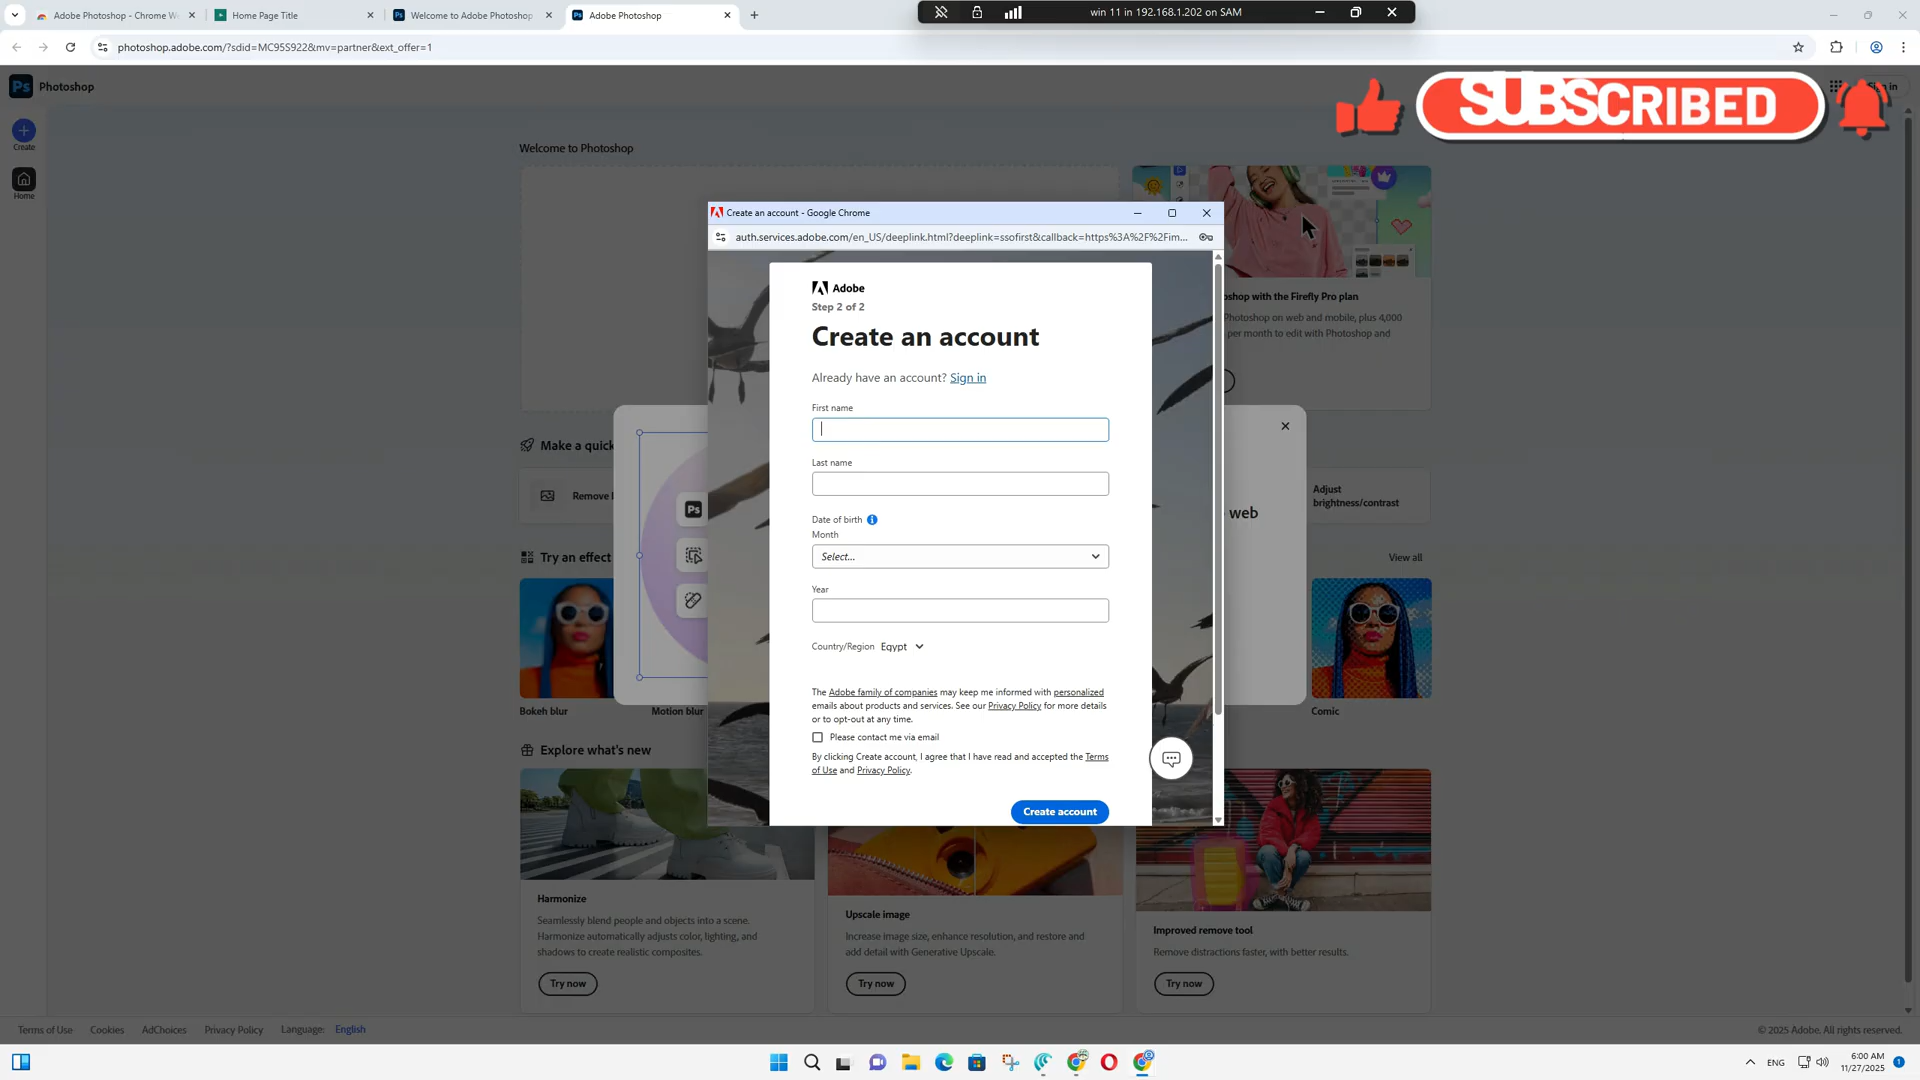 Adobe Photoshop - Chrome W
Home Page Title
Welcome to Adobe Photoshop
Adobe Photoshop
win 11 in 192.168.1.202 on SAM
photoshop.adobe.com/?sdid=MC95S922&mv=partner&ext_offer=1
Ps Photoshop
SUBSCRIBED
Create
Home
Welcome to Photoshop
Create an account - Google Chrome
auth.services.adobe.com/en_US/deeplink.html?deeplink=ssofirst&callback=https%3A%2F%2Fim...
Adobe
Step 2 of 2
Create an account
Already have an account? Sign in
First name
Last name
Date of birth
Month
Select...
Year
Country/Region Egypt
The Adobe family of companies may keep me informed with personalized
emails about products and services. See our Privacy Policy for more details
or to opt-out at any time.
Please contact me via email
By clicking Create account, I agree that I have read and accepted the Terms
of Use and Privacy Policy.
Create account
shop with the Firefly Pro plan
Photoshop on web and mobile, plus 4,000
per month to edit with Photoshop and
Make a quick
Remove
Ps
web
Adjust
brightness/contrast
Try an effect
View all
Bokeh blur
Motion blur
Comic
Explore what's new
Harmonize
Seamlessly blend people and objects into a scene.
Harmonize automatically adjusts color, lighting, and
shadows to create realistic composites.
Try now
Upscale image
Increase image size, enhance resolution, and restore and
add detail with Generative Upscale.
Try now
Improved remove tool
Remove distractions faster, with better results.
Try now
Terms of Use
Cookies
AdChoices
Privacy Policy
Language: English
© 2025 Adobe. All rights reserved.
ENG
6:00 AM
11/27/2025
1